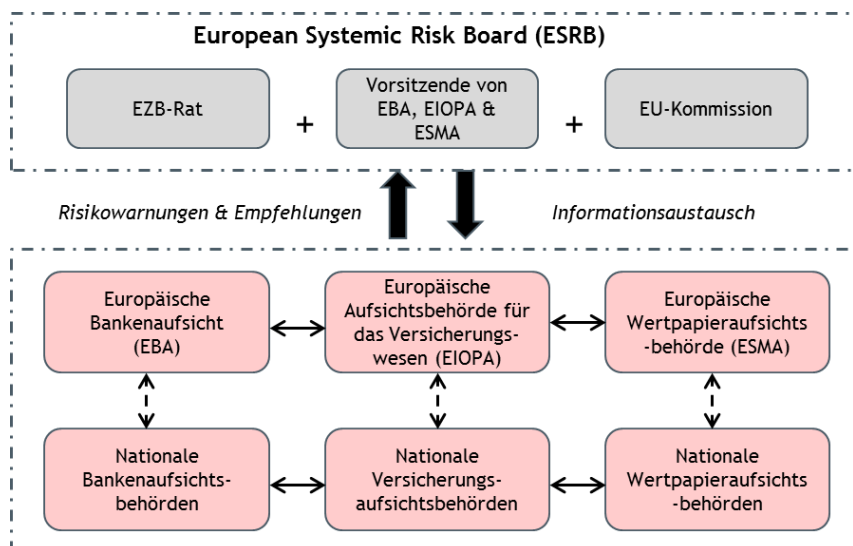 European Systemic Risk Board (ESRB)
EZB-Rat
+
Vorsitzende von
EBA, EIOPA &
ESMA
+
EU-Kommission
Risikowarnungen & Empfehlungen
Informationsaustausch
Europäische
Bankenaufsicht
(EBA)
Europäische
Aufsichtsbehörde für
das Versicherungs-
wesen (EIOPA)
Europäische
Wertpapieraufsichts
-behörde (ESMA)
Nationale
Bankenaufsichts-
behörden
Nationale
Versicherungs-
aufsichtsbehörden
Nationale
Wertpapieraufsichts
-behörden